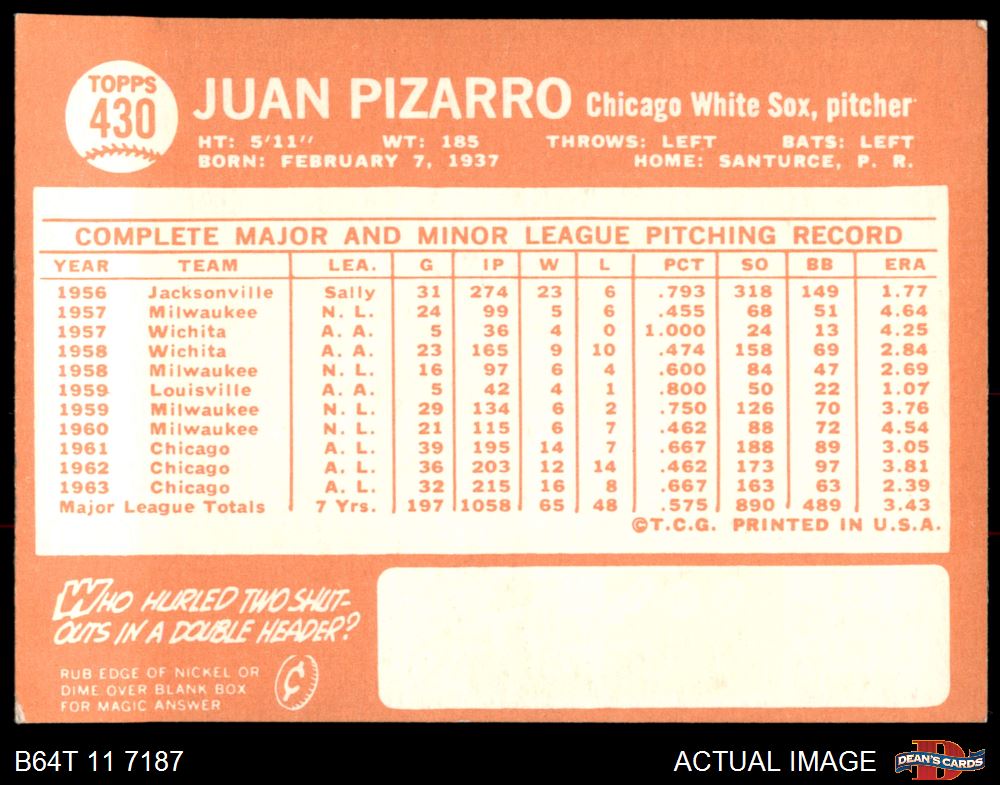 TOPPS
430
JUAN PIZARRO Chicago White Sox, pitcher
HT: 5'11" WT: 185 THROWS: LEFT BATS: LEFT
BORN: FEBRUARY 7, 1937 HOME: SANTURCE, P. R.
COMPLETE MAJOR AND MINOR LEAGUE PITCHING RECORD
YEAR TEAM LEA. G IP W L PCT SO BB ERA
1956 Jacksonville Sally 31 274 23 6 .793 318 149 1.77
1957 Milwaukee N. L. 24 99 5 6 .455 68 51 4.64
1957 Wichita A. A. 5 36 4 0 1.000 24 13 4.25
1958 Wichita A. A. 23 165 9 10 .474 158 69 2.84
1958 Milwaukee N. L. 16 97 6 4 .600 84 47 2.69
1959 Louisville A. A. 5 42 4 1 .800 50 22 1.07
1959 Milwaukee N. L. 29 134 6 2 .750 126 70 3.76
1960 Milwaukee N. L. 21 115 6 7 .462 88 72 4.54
1961 Chicago A. L. 39 195 14 7 .667 188 89 3.05
1962 Chicago A. L. 36 203 12 14 .462 173 97 3.81
1963 Chicago A. L. 32 215 16 8 .667 163 63 2.39
Major League Totals 7 Yrs. 197 1058 65 48 .575 890 489 3.43
©T.C.G. PRINTED IN U.S.A.
WHO HURLED TWO SHUT-
OUTS IN A DOUBLE HEADER?
RUB EDGE OF NICKEL OR
DIME OVER BLANK BOX
FOR MAGIC ANSWER
¢
B64T 11 7187 ACTUAL IMAGE
D
DEAN'S CARDS